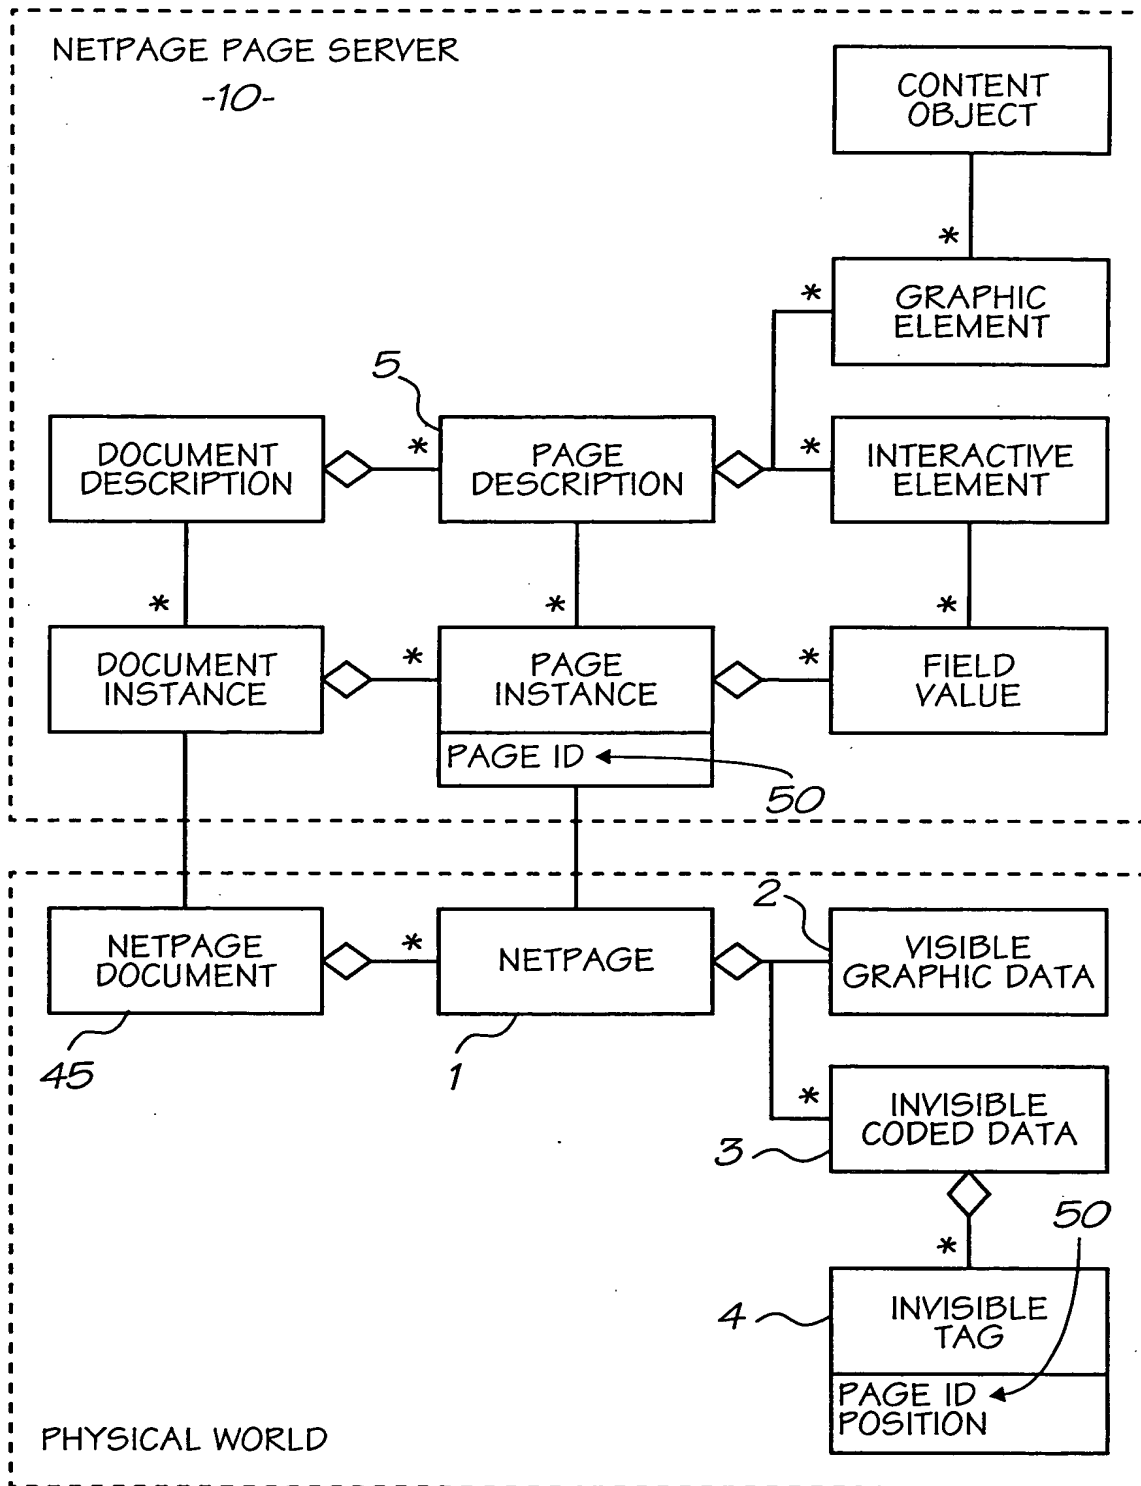 NETPAGE PAGE SERVER
-10-
CONTENT
OBJECT
*
*
GRAPHIC
ELEMENT
5
DOCUMENT
DESCRIPTION
*
PAGE
DESCRIPTION
*
INTERACTIVE
ELEMENT
*
*
*
DOCUMENT
INSTANCE
*
PAGE
INSTANCE
*
FIELD
VALUE
PAGE ID
50
2
NETPAGE
DOCUMENT
*
NETPAGE
VISIBLE
GRAPHIC DATA
45
1
*
INVISIBLE
CODED DATA
3
50
*
4
INVISIBLE
TAG
PAGE ID
POSITION
PHYSICAL WORLD